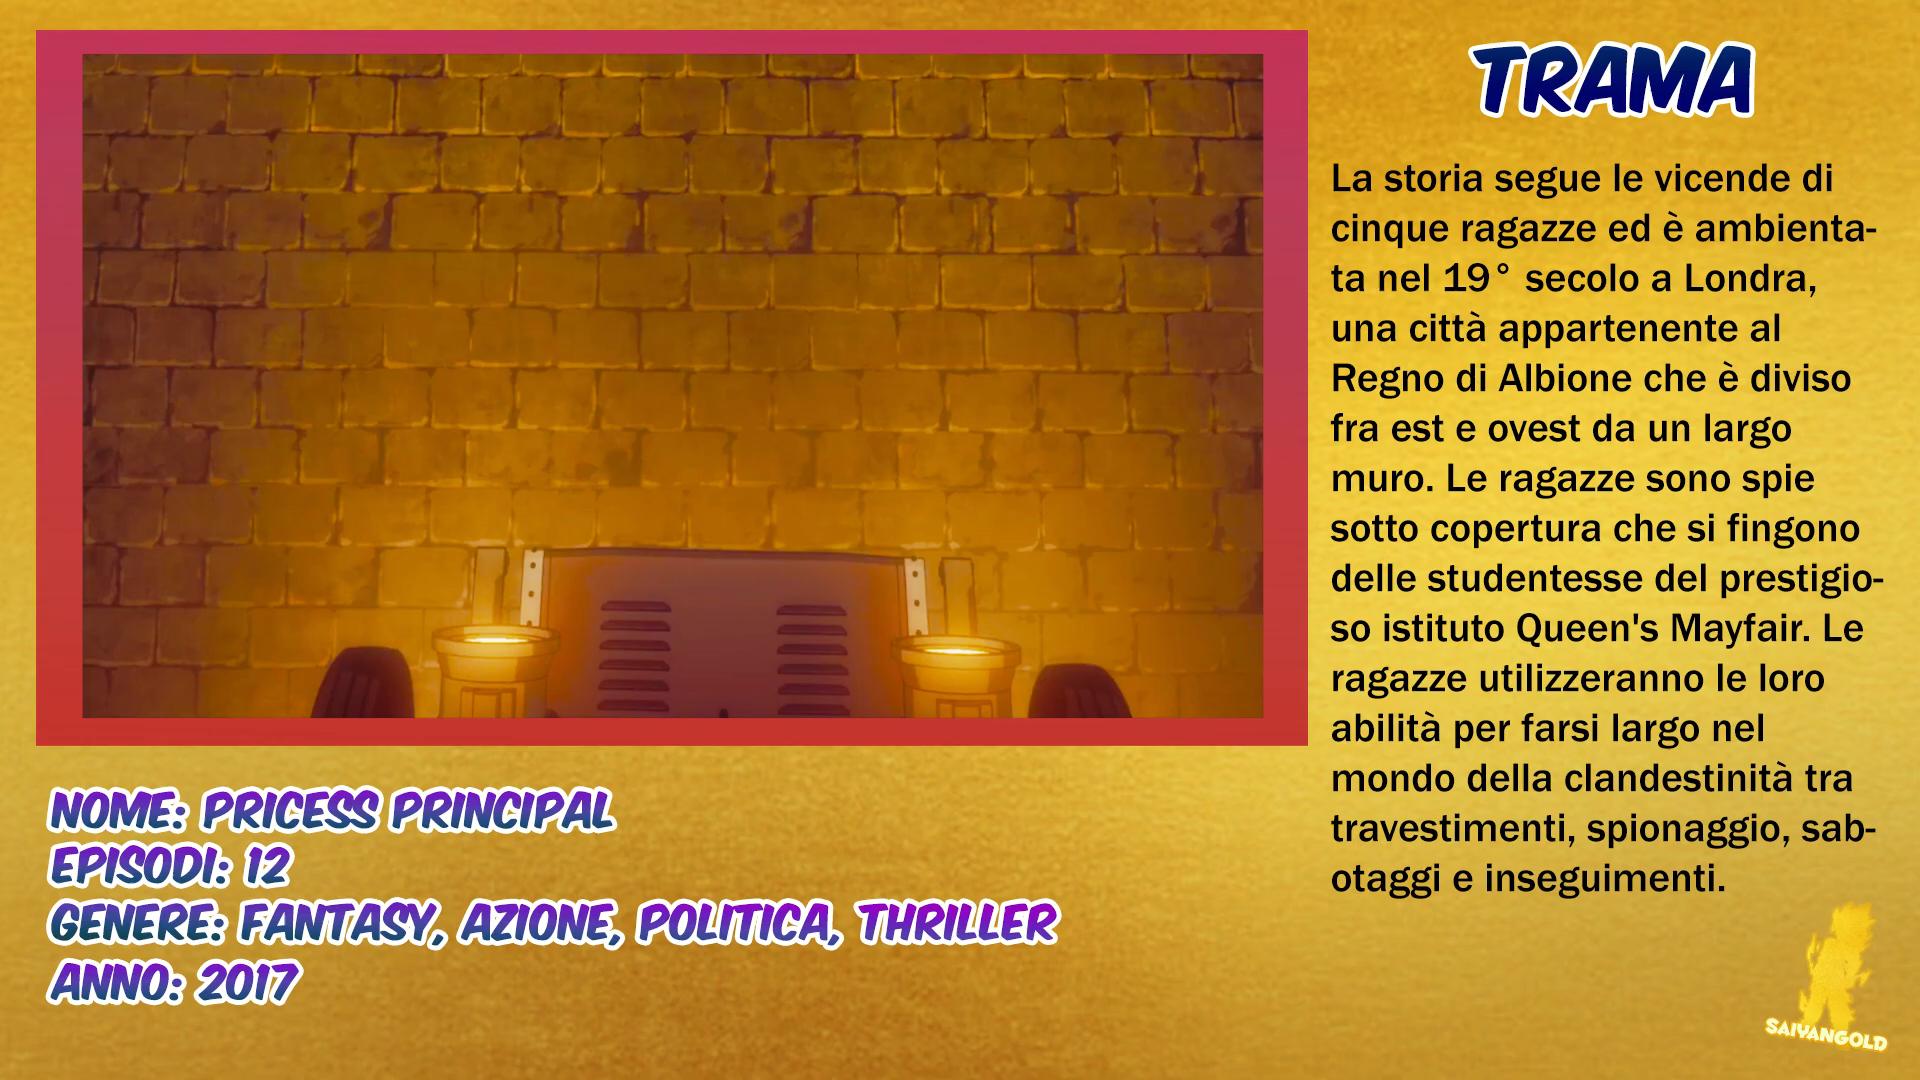 TRAMA
La storia segue le vicende di
cinque ragazze ed è ambienta-
ta nel 19° secolo a Londra,
una città appartenente al
Regno di Albione che è diviso
fra est e ovest da un largo
muro. Le ragazze sono spie
sotto copertura che si fingono
delle studentesse del prestigio-
so istituto Queen's Mayfair. Le
ragazze utilizzeranno le loro
abilità per farsi largo nel
mondo della clandestinità tra
travestimenti, spionaggio, sab-
otaggi e inseguimenti.
NOME: PRICESS PRINCIPAL
EPISODI: 12
GENERE: FANTASY, AZIONE, POLITICA, THRILLER
ANNO: 2017
SAIYANGOLD